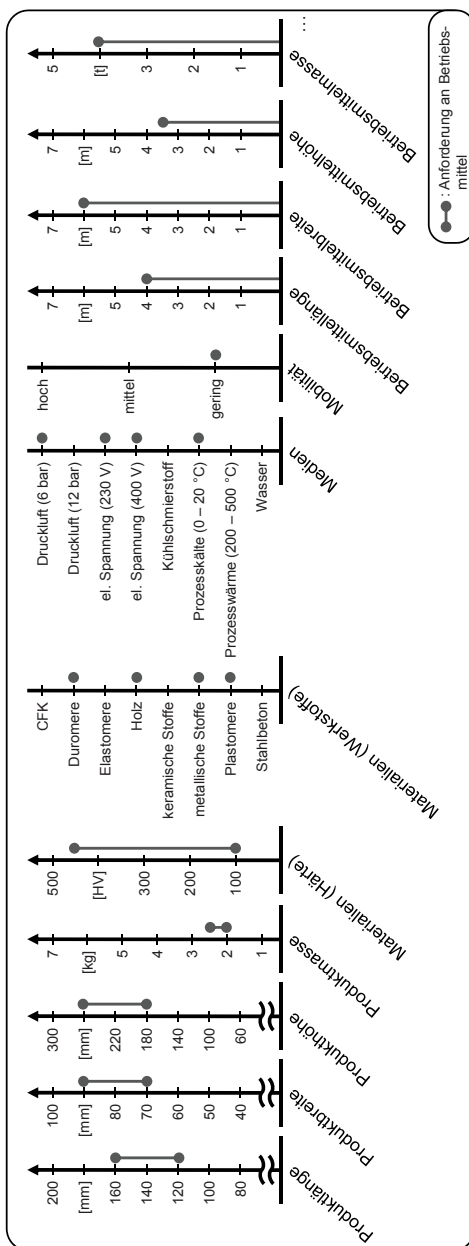 200
[mm]
160
140
120
100
80
Produktlänge
100
[mm]
80
70
60
50
40
Produktbreite
300
[mm]
220
180
140
100
60
Produkthöhe
7
[kg]
5
4
3
2
1
Produktmasse
500
[HV]
300
200
100
Materialien (Härte)
CFK
Duromere
Elastomere
Holz
keramische Stoffe
metallische Stoffe
Plastomere
Stahlbeton
Materialien (Werkstoffe)
Druckluft (6 bar)
Druckluft (12 bar)
el. Spannung (230 V)
el. Spannung (400 V)
Kühlschmierstoff
Prozesskälte (0 – 20 °C)
Prozesswärme (200 – 500 °C)
Wasser
Medien
hoch
mittel
gering
Mobilität
7
[m]
5
4
3
2
1
Betriebsmittellänge
7
[m]
5
4
3
2
1
Betriebsmittelbreite
7
[m]
5
4
3
2
1
Betriebsmittelhöhe
5
[t]
3
2
1
Betriebsmittelmasse
...
: Anforderung an Betriebs-
mittel